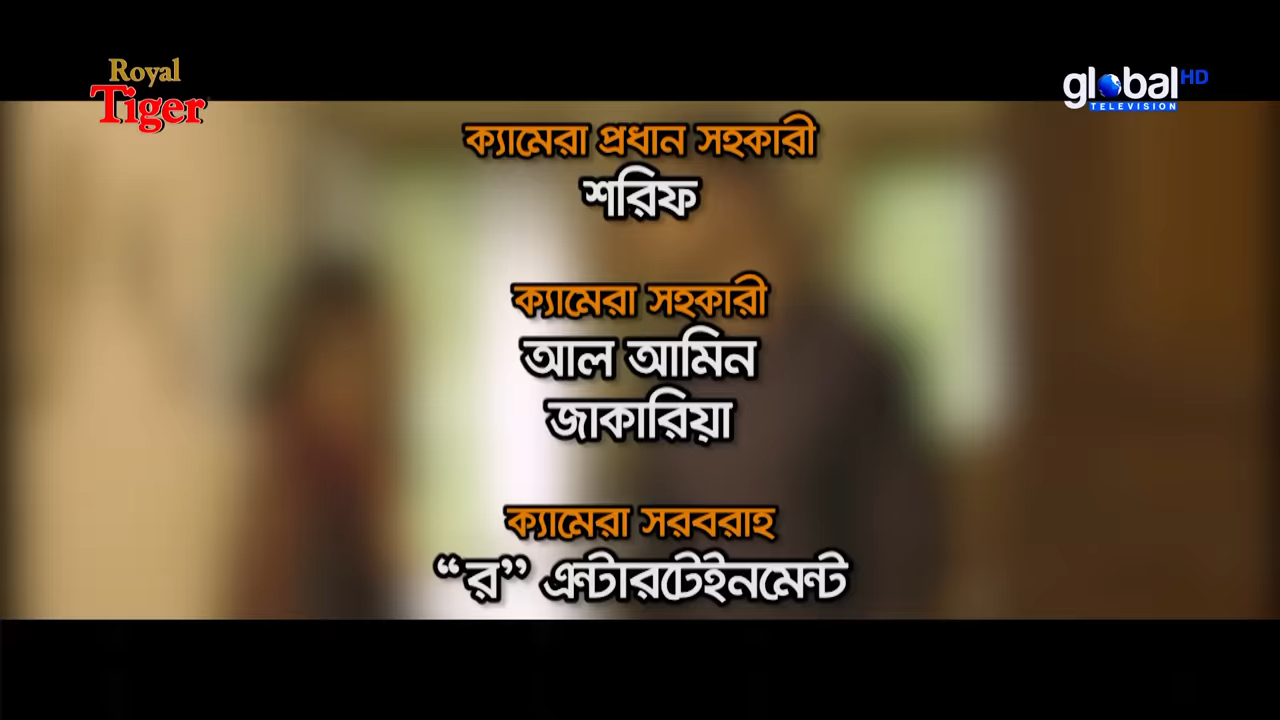 Royal
Tiger
global HD
TELEVISION
ক্যামেরা প্রধান সহকারী
শরিফ
ক্যামেরা সহকারী
আল আমিন
জাকারিয়া
ক্যামেরা সরবরাহ
“র” এন্টারটেইনমেন্ট